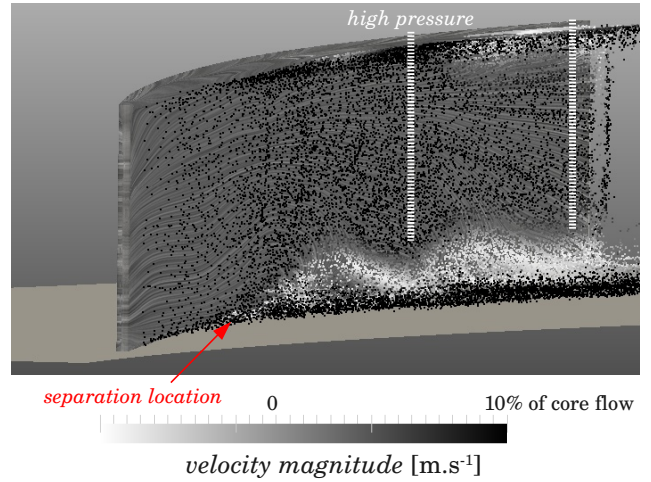 high pressure
separation location
0
10% of core flow
velocity magnitude [m.s-1]